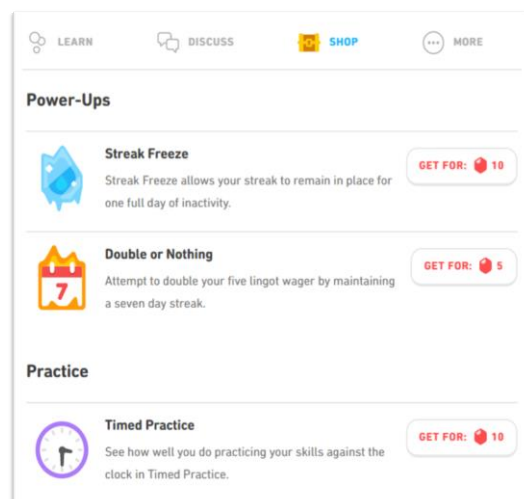 LEARN DISCUSS SHOP MORE
Power-Ups
Streak Freeze
GET FOR: 10
Streak Freeze allows your streak to remain in place for
one full day of inactivity.
Double or Nothing
GET FOR: 5
Attempt to double your five lingot wager by maintaining
a seven day streak.
7
Practice
Timed Practice
GET FOR: 10
See how well you do practicing your skills against the
clock in Timed Practice.